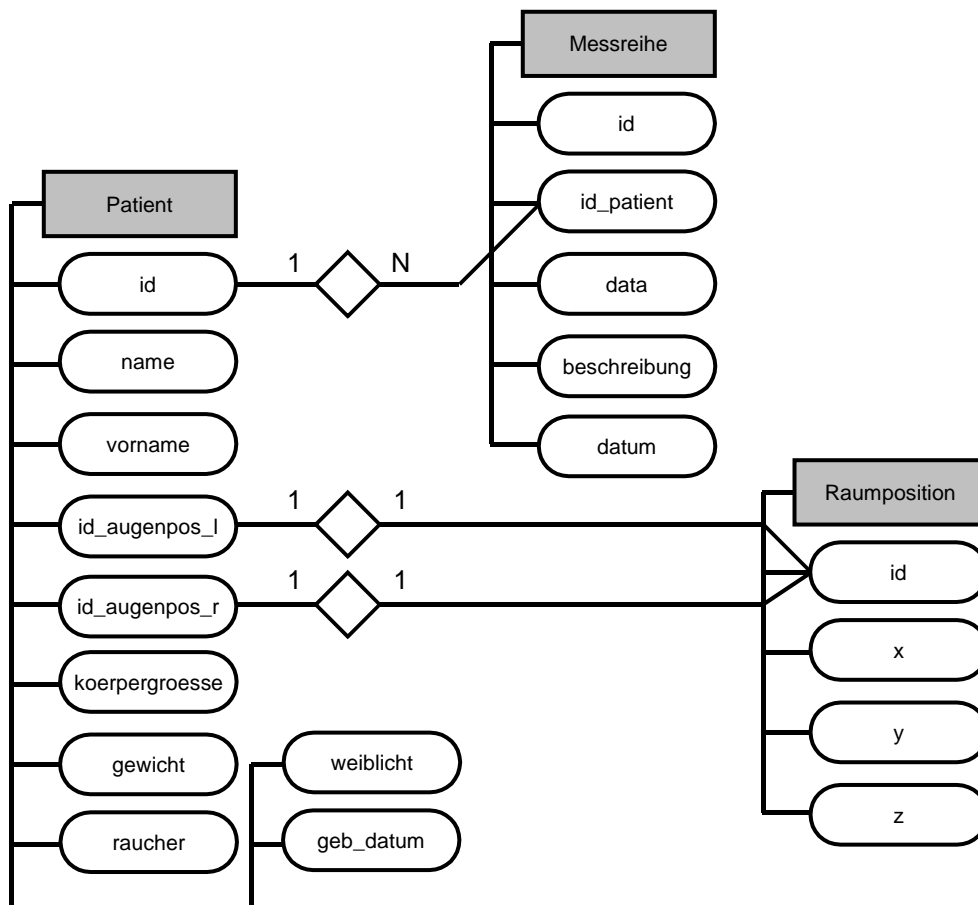 Messreihe
id
id_patient
data
beschreibung
datum
Patient
id
1
N
name
vorname
id_augenpos_l
1
1
id_augenpos_r
1
1
koerpergroesse
gewicht
raucher
weiblicht
geb_datum
Raumposition
id
x
y
z